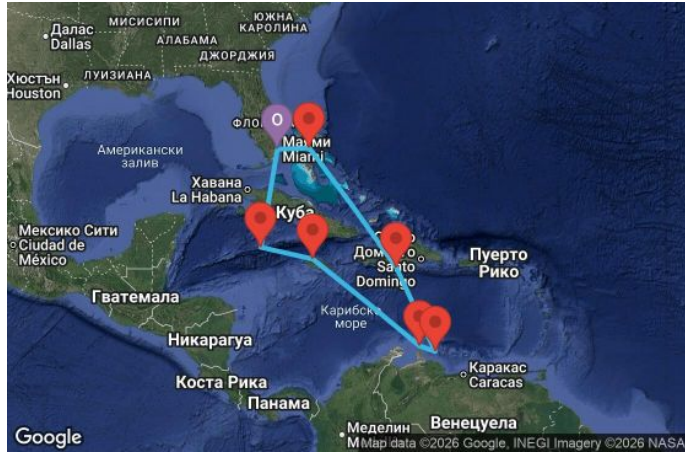 МИСИСИПИ
ЮЖНА
КАРОЛИНА
Далас
Dallas
АЛАБАМА
ДЖОРДЖИЯ
Хюстън
Houston
ЛУИЗИАНА
О
ФЛО
Маями
Miami
Американски
залив
Хавана
La Habana
Куба
Мексико Сити
Ciudad de
México
Santo
Domingo
Пуерто
Рико
Гватемала
Карибско
море
Никарагуа
Каракас
Caracas
Коста Рика
Панама
Меделин
Венецуела
Google
Map data ©2026 Google, INEGI Imagery ©2026 NASA